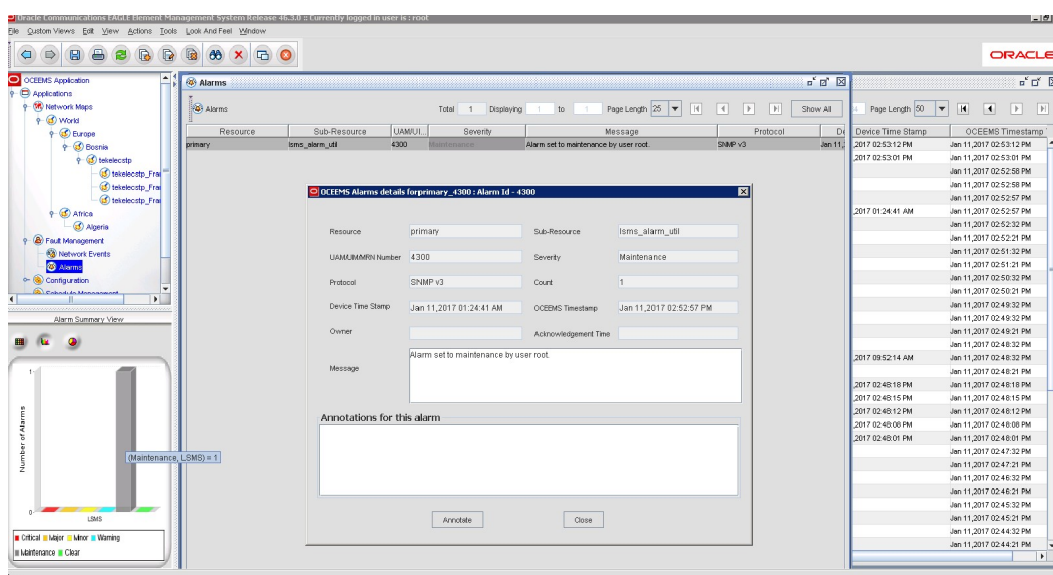 Oracle Communications EAGLE Element Management System Release 46.3.0 :: Currently logged in user is : root
File Custom Views Edit View Actions Tools Look And Feel Window
ORACLE
OCEEMS Application
Applications
Network Maps
World
Europe
Bosnia
tekelecstp
tekelecstp_Fra
tekelecstp_Fra
tekelecstp_Fra
Africa
Algeria
Fault Management
Network Events
Alarms
Configuration
Schedule Management
Alarm Summary View
Number of Alarms
1
0
LSMS
(Maintenance, LSMS) = 1
Critical Major Minor Warning
Maintenance Clear
Alarms
Alarms Total 1 Displaying 1 to 1 Page Length 25 Show All
Resource Sub-Resource UAM/UI... Severity Message Protocol De
primary lsms_alarm_util 4300 Maintenance Alarm set to maintenance by user root. SNMP v3 Jan 11,
OCEEMS Alarms details forprimary_4300 : Alarm Id - 4300
Resource primary Sub-Resource lsms_alarm_util
UAM/UIM/MRN Number 4300 Severity Maintenance
Protocol SNMP v3 Count 1
Device Time Stamp Jan 11,2017 01:24:41 AM OCEEMS Timestamp Jan 11,2017 02:52:57 PM
Owner Acknowledgement Time
Message Alarm set to maintenance by user root.
Annotations for this alarm
Annotate Close
Page Length 50
Device Time Stamp OCEEMS Timestamp
,2017 02:53:12 PM Jan 11,2017 02:53:12 PM
,2017 02:53:01 PM Jan 11,2017 02:53:01 PM
Jan 11,2017 02:52:58 PM
Jan 11,2017 02:52:58 PM
Jan 11,2017 02:52:57 PM
,2017 01:24:41 AM Jan 11,2017 02:52:57 PM
Jan 11,2017 02:52:32 PM
Jan 11,2017 02:52:21 PM
Jan 11,2017 02:51:32 PM
Jan 11,2017 02:51:21 PM
Jan 11,2017 02:50:32 PM
Jan 11,2017 02:50:21 PM
Jan 11,2017 02:49:32 PM
Jan 11,2017 02:49:32 PM
Jan 11,2017 02:49:21 PM
Jan 11,2017 02:48:32 PM
,2017 09:52:14 AM Jan 11,2017 02:48:32 PM
Jan 11,2017 02:48:21 PM
,2017 02:48:18 PM Jan 11,2017 02:48:18 PM
,2017 02:48:15 PM Jan 11,2017 02:48:15 PM
,2017 02:48:12 PM Jan 11,2017 02:48:12 PM
,2017 02:48:08 PM Jan 11,2017 02:48:08 PM
,2017 02:48:01 PM Jan 11,2017 02:48:01 PM
Jan 11,2017 02:47:32 PM
Jan 11,2017 02:47:21 PM
Jan 11,2017 02:46:32 PM
Jan 11,2017 02:46:21 PM
Jan 11,2017 02:45:32 PM
Jan 11,2017 02:45:21 PM
Jan 11,2017 02:44:32 PM
Jan 11,2017 02:44:21 PM